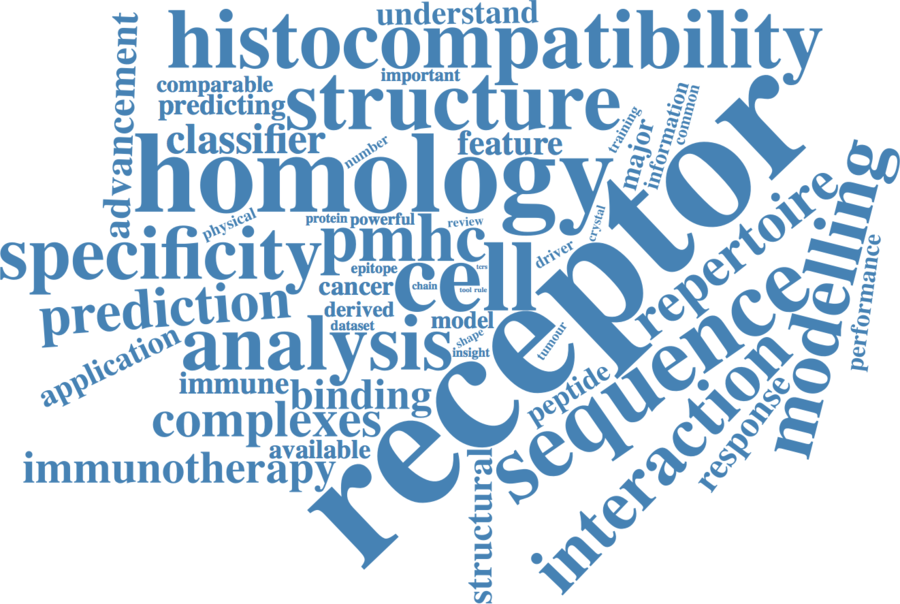 understand
histocompatibility
advancement
important
comparable
predicting
structure
classifier
feature
number
training
major
information
common
homology
receptor
physical
protein
powerful
review
crystal
specificity
pmhc
cell
epitope
tcrs
cancer
chain
tool
rule
driver
repertoire
modelling
performance
prediction
derived
dataset
model
analysis
shape
insight
tumour
sequence
application
immune
binding
peptide
interaction
response
complexes
available
immunotherapy
structural